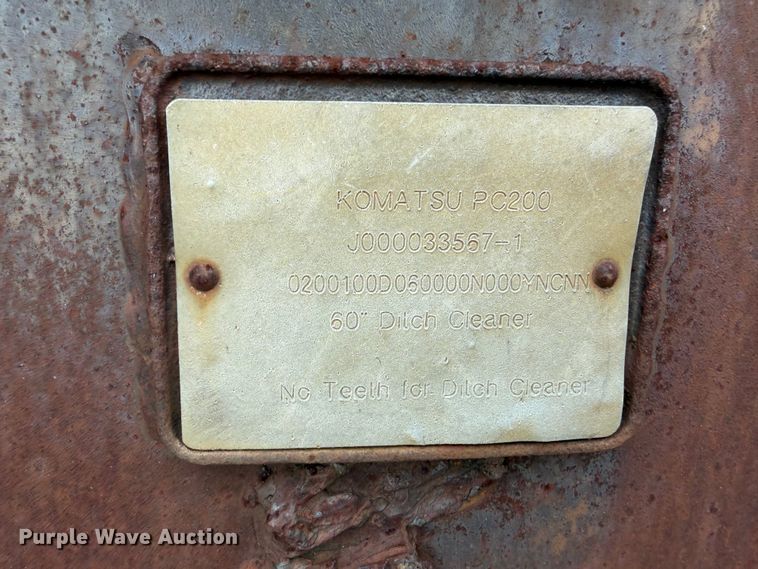 KOMATSU PC200
J000033567-1
0200100D060000N000YNCNN
60" Ditch Cleaner
No Teeth for Ditch Cleaner
Purple Wave Auction®